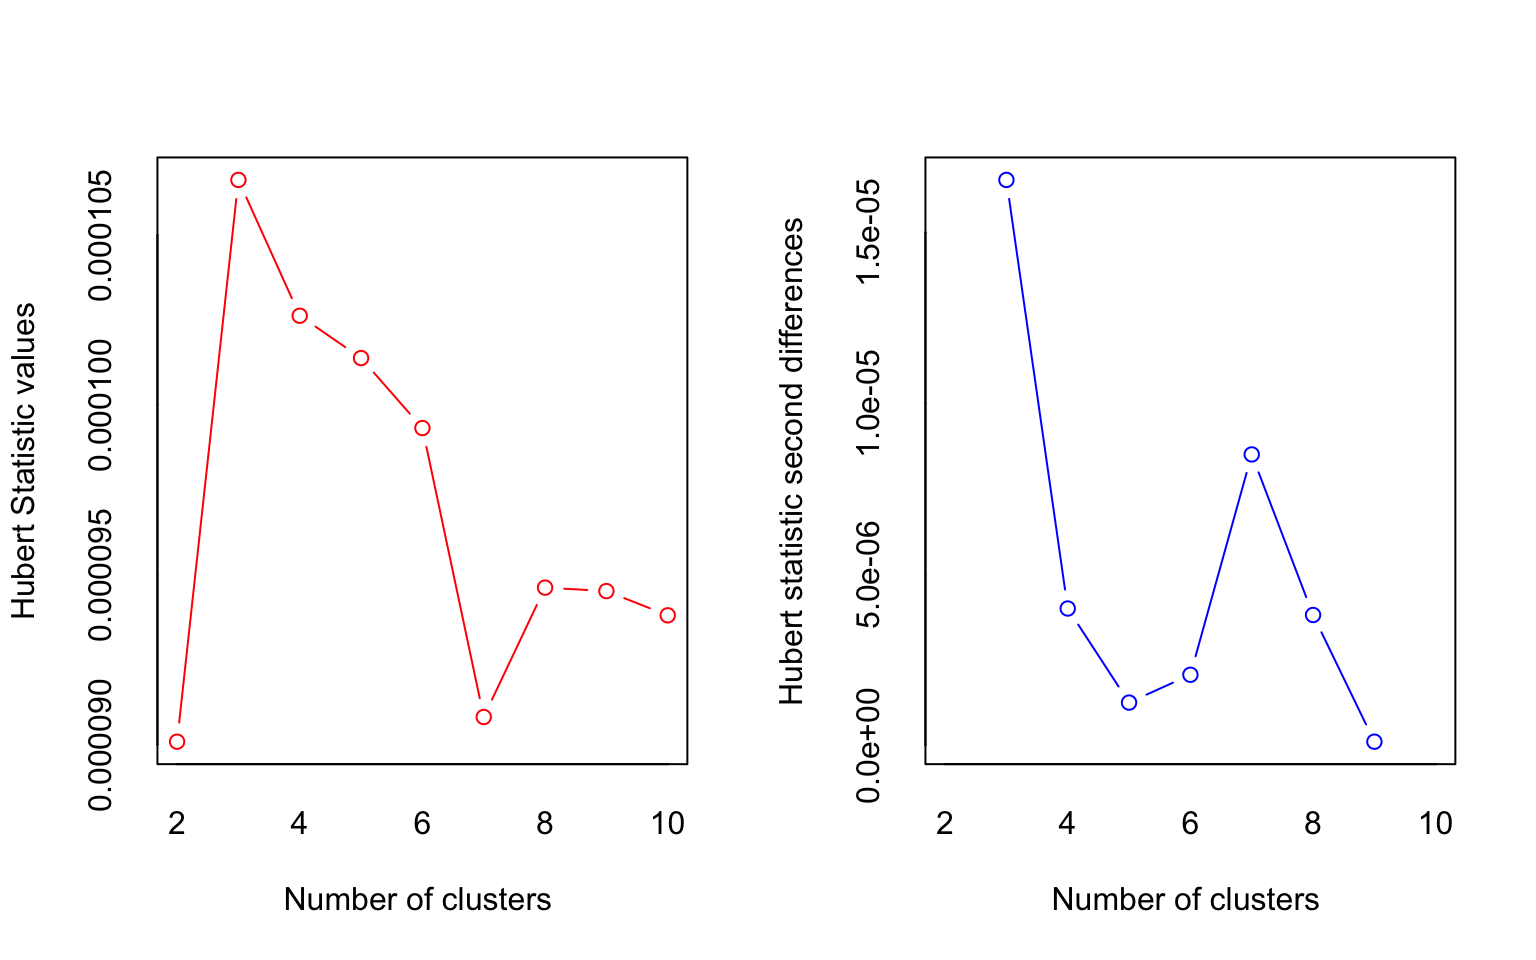 Hubert Statistic values
0.000090 0.000095 0.000100 0.000105
2 4 6 8 10
Number of clusters
Hubert statistic second differences
0.0e+00 5.0e-06 1.0e-05 1.5e-05
2 4 6 8 10
Number of clusters